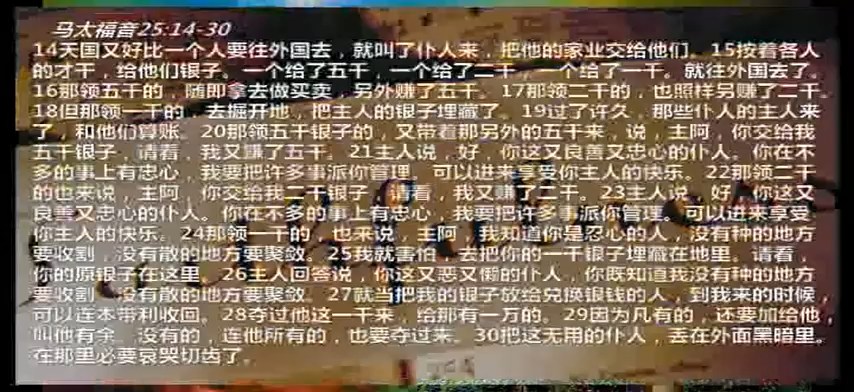 马太福音25:14-30
14天国又好比一个人要往外国去，就叫了仆人来，把他的家业交给他们。15按着各人
的才干，给他们银子。一个给了五千，一个给了二千，一个给了一千。就往外国去了。
16那领五千的，随即拿去做买卖，另外赚了五千。17那领二千的，也照样另赚了二千。
18但那领一千的，去掘开地，把主人的银子埋藏了。19过了许久，那些仆人的主人来
了，和他们算账。20那领五千银子的，又带着那另外的五千来，说，主阿，你交给我
五千银子，请看，我又赚了五千。21主人说，好，你这又良善又忠心的仆人。你在不
多的事上有忠心，我要把许多事派你管理。可以进来享受你主人的快乐。22那领二千
的也来说，主阿，你交给我二千银子，请看，我又赚了二千。23主人说，好，你这又
良善又忠心的仆人。你在不多的事上有忠心，我要把许多事派你管理。可以进来享受
你主人的快乐。24那领一千的，也来说，主阿，我知道你是忍心的人，没有种的地方
要收割，没有散的地方要聚敛。25我就害怕，去把你的一千银子埋藏在地里。请看，
你的原银子在这里。26主人回答说，你这又恶又懒的仆人，你既知道我没有种的地方
要收割，没有散的地方要聚敛。27就当把我的银子放给兑换银钱的人，到我来的时候，
可以连本带利收回。28夺过他这一千来，给那有一万的。29因为凡有的，还要加给他，
叫他有余。没有的，连他所有的，也要夺过来。30把这无用的仆人，丢在外面黑暗里。
在那里必要哀哭切齿了。